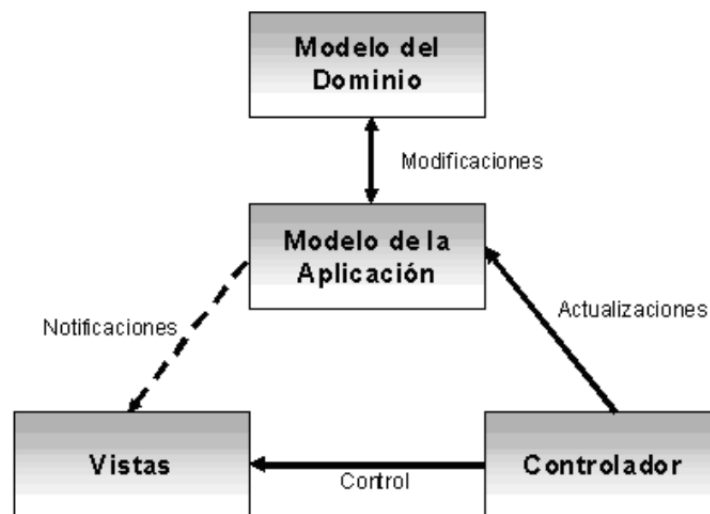 Modelo del
Dominio
Modificaciones
Modelo de la
Aplicación
Notificaciones
Actualizaciones
Vistas
Control
Controlador